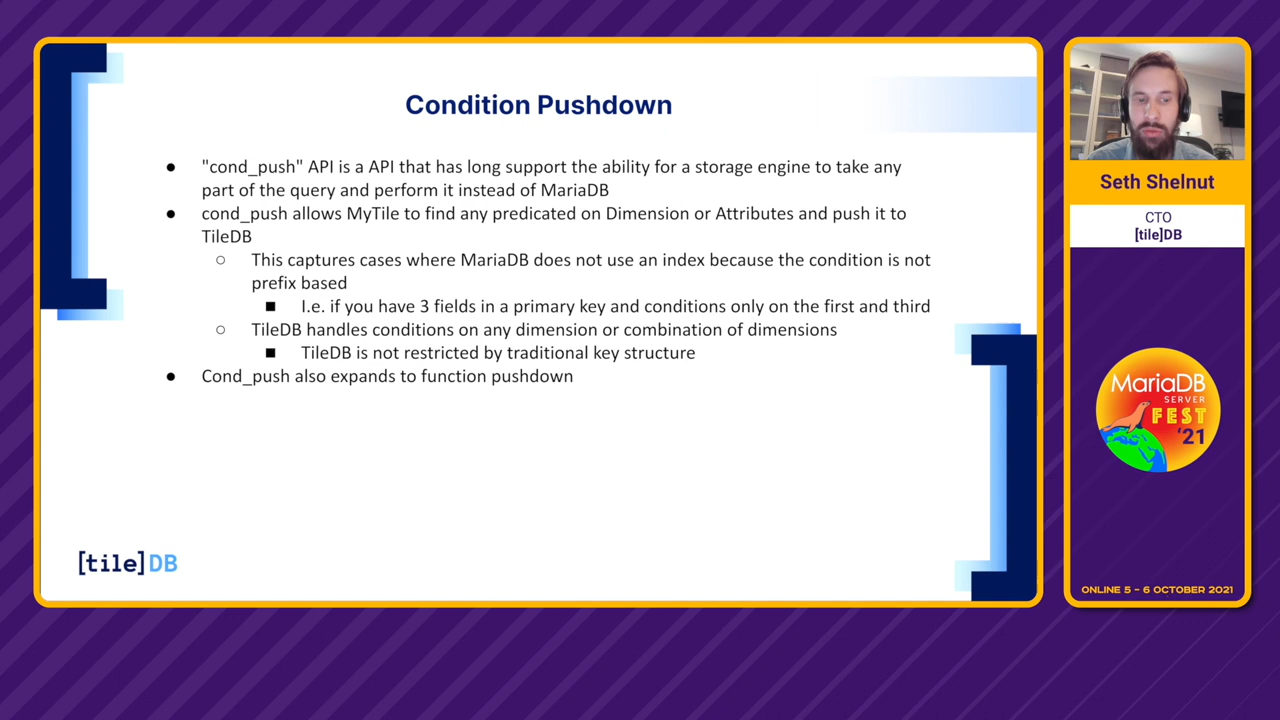 Condition Pushdown
● "cond_push" API is a API that has long support the ability for a storage engine to take any
part of the query and perform it instead of MariaDB
● cond_push allows MyTile to find any predicated on Dimension or Attributes and push it to
TileDB
○ This captures cases where MariaDB does not use an index because the condition is not
prefix based
■ I.e. if you have 3 fields in a primary key and conditions only on the first and third
○ TileDB handles conditions on any dimension or combination of dimensions
■ TileDB is not restricted by traditional key structure
● Cond_push also expands to function pushdown
[tile]DB
Seth Shelnut
CTO
[tile]DB
MariaDB
SERVER
FEST
'21
ONLINE 5 - 6 OCTOBER 2021